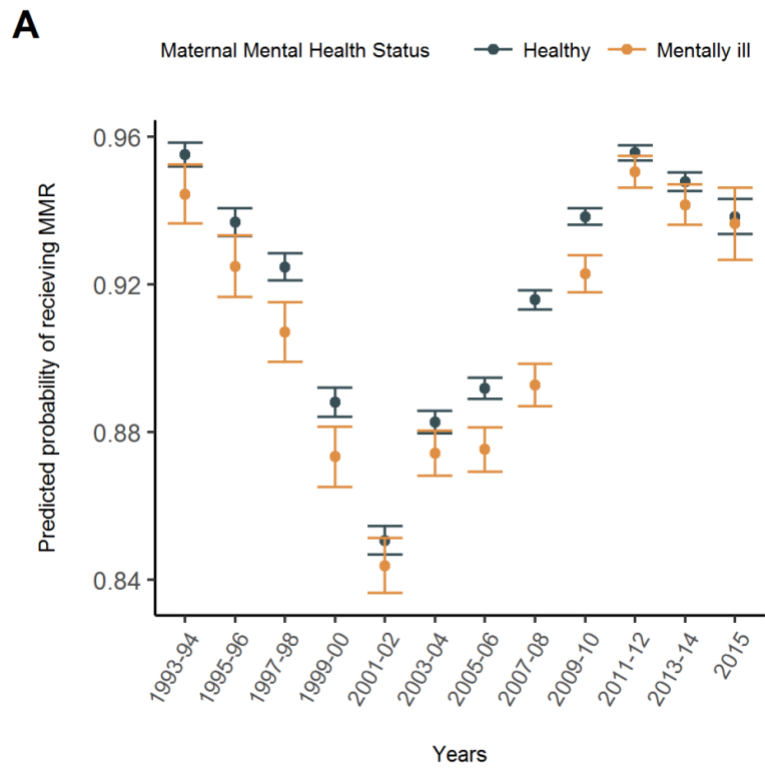 A
Maternal Mental Health Status Healthy Mentally ill
Predicted probability of recieving MMR
0.96
0.92
0.88
0.84
1993-94 1995-96 1997-98 1999-00 2001-02 2003-04 2005-06 2007-08 2009-10 2011-12 2013-14 2015
Years